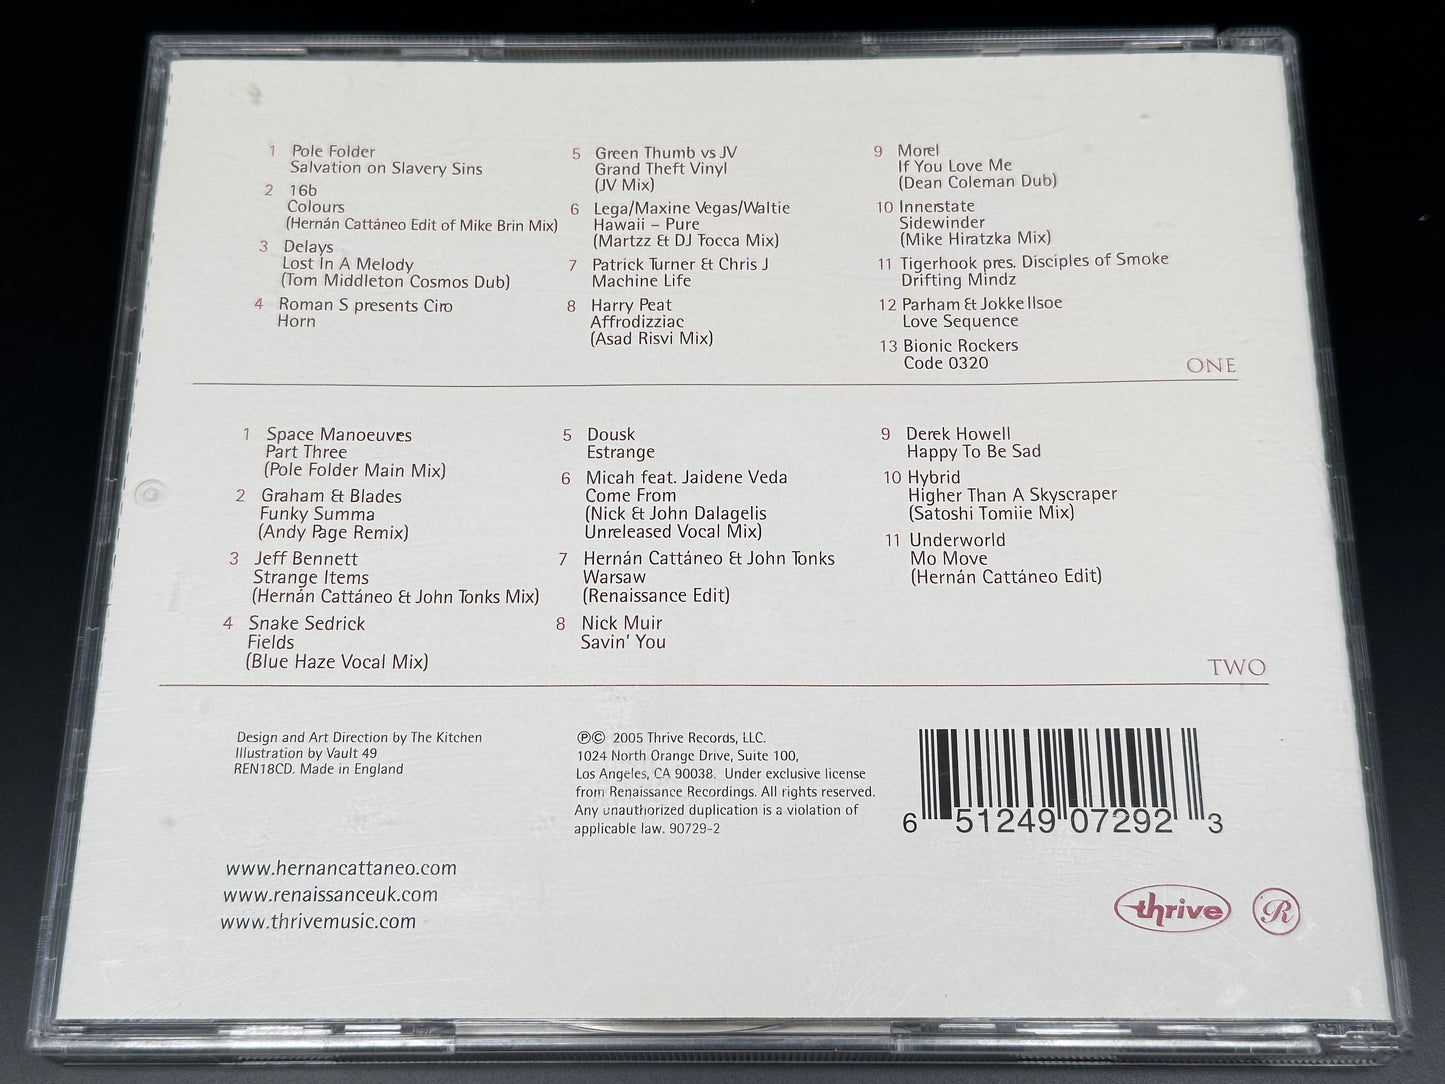 1 Pole Folder
Salvation on Slavery Sins
2 16b
Colours
(Hernán Cattáneo Edit of Mike Brin Mix)
3 Delays
Lost In A Melody
(Tom Middleton Cosmos Dub)
4 Roman S presents Ciro
Horn
5 Green Thumb vs JV
Grand Theft Vinyl
(JV Mix)
6 Lega/Maxine Vegas/Waltie
Hawaii – Pure
(Martzz & DJ Tocca Mix)
7 Patrick Turner & Chris J
Machine Life
8 Harry Peat
Affrodizziac
(Asad Risvi Mix)
9 Morel
If You Love Me
(Dean Coleman Dub)
10 Innerstate
Sidewinder
(Mike Hiratzka Mix)
11 Tigerhook pres. Disciples of Smoke
Drifting Mindz
12 Parham & Jokke Ilsoe
Love Sequence
13 Bionic Rockers
Code 0320
ONE
1 Space Manoeuvres
Part Three
(Pole Folder Main Mix)
2 Graham & Blades
Funky Summa
(Andy Page Remix)
3 Jeff Bennett
Strange Items
(Hernán Cattáneo & John Tonks Mix)
4 Snake Sedrick
Fields
(Blue Haze Vocal Mix)
5 Dousk
Estrange
6 Micah feat. Jaidene Veda
Come From
(Nick & John Dalagelis
Unreleased Vocal Mix)
7 Hernán Cattáneo & John Tonks
Warsaw
(Renaissance Edit)
8 Nick Muir
Savin' You
9 Derek Howell
Happy To Be Sad
10 Hybrid
Higher Than A Skyscraper
(Satoshi Tomiie Mix)
11 Underworld
Mo Move
(Hernán Cattáneo Edit)
TWO
Design and Art Direction by The Kitchen
Illustration by Vault 49
REN18CD. Made in England
℗© 2005 Thrive Records, LLC.
1024 North Orange Drive, Suite 100,
Los Angeles, CA 90038. Under exclusive license
from Renaissance Recordings. All rights reserved.
Any unauthorized duplication is a violation of
applicable law. 90729-2
6 51249 07292 3
www.hernancattaneo.com
www.renaissanceuk.com
www.thrivemusic.com
thrive
R